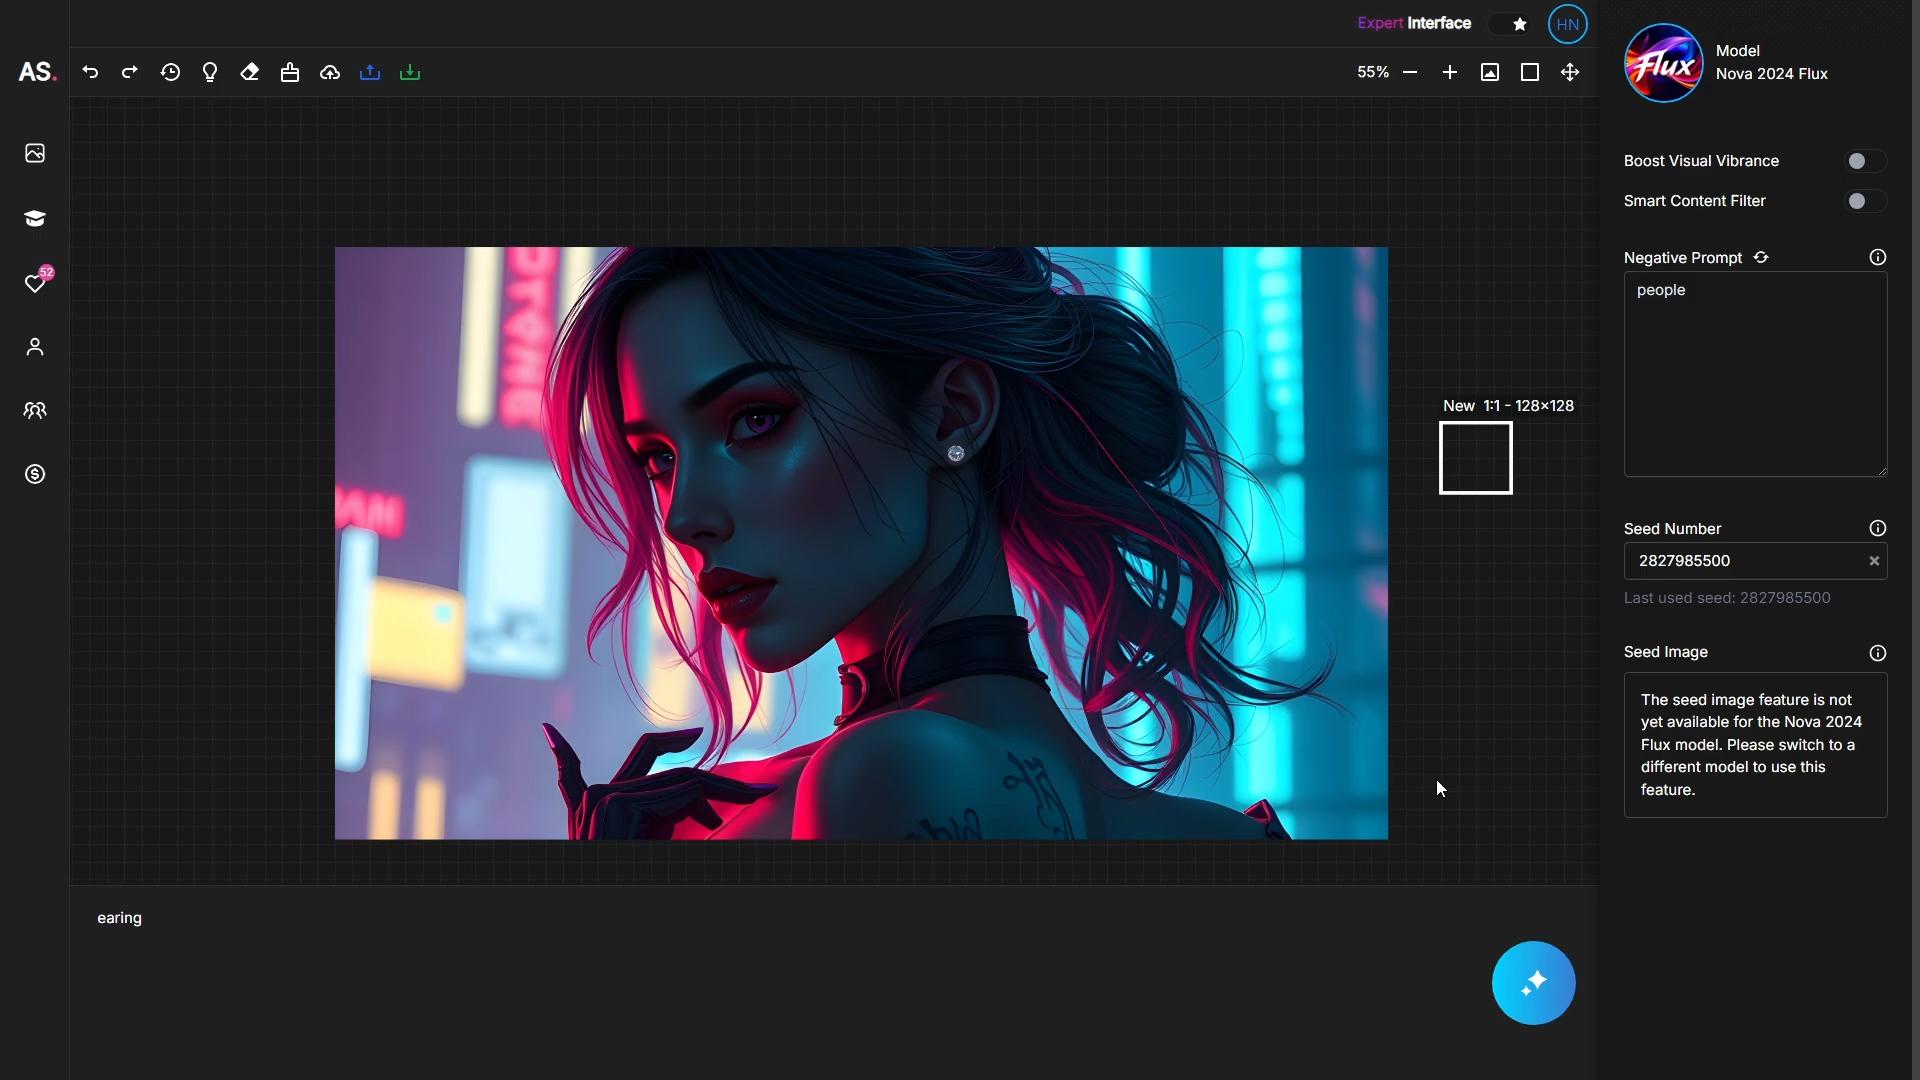 Expert Interface
HN
AS.
55%
Flux
Model
Nova 2024 Flux
Boost Visual Vibrance
Smart Content Filter
52
Negative Prompt
people
New 1:1 - 128×128
Seed Number
2827985500
Last used seed: 2827985500
Seed Image
The seed image feature is not
yet available for the Nova 2024
Flux model. Please switch to a
different model to use this
feature.
earing